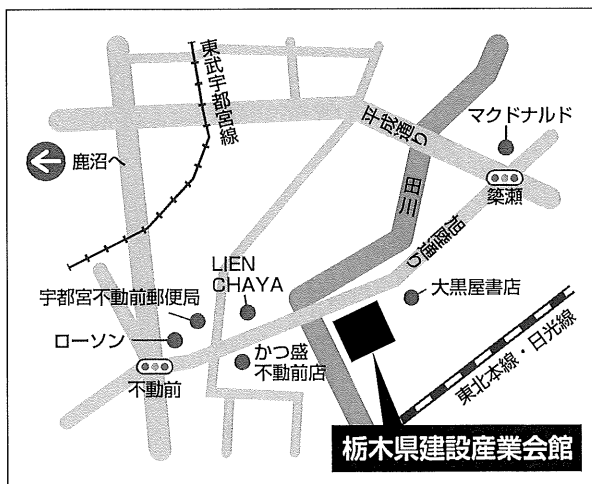 東武宇都宮線
平成通り
マクドナルド
鹿沼へ
簗瀬
田川
旭陵通り
LIEN
CHAYA
大黒屋書店
宇都宮不動前郵便局
ローソン
かつ盛
不動前店
不動前
東北本線・日光線
栃木県建設産業会館